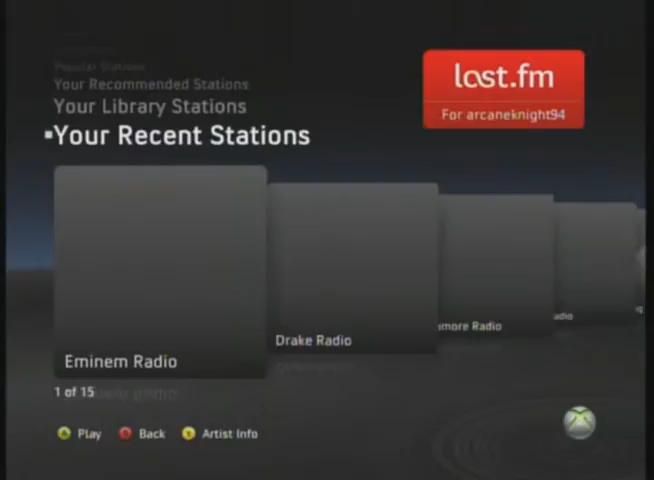 Popular Stations
Your Recommended Stations
Your Library Stations
Your Recent Stations
last.fm
For arcaneknight94
Eminem Radio
Drake Radio
more Radio
adio
1 of 15
Play
Back
Artist Info